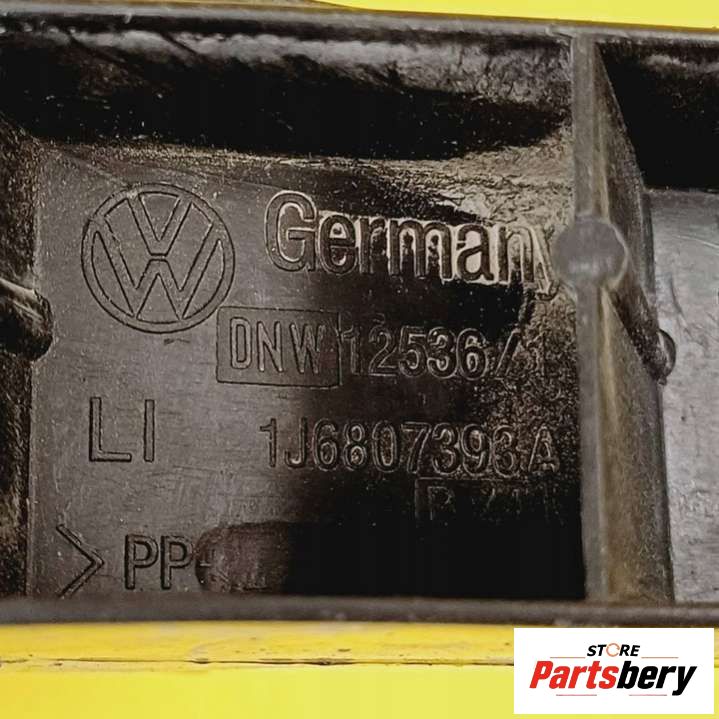 Germany
DNW 12536/1
LI 1J6807393A
>PP
STORE
Partsbery